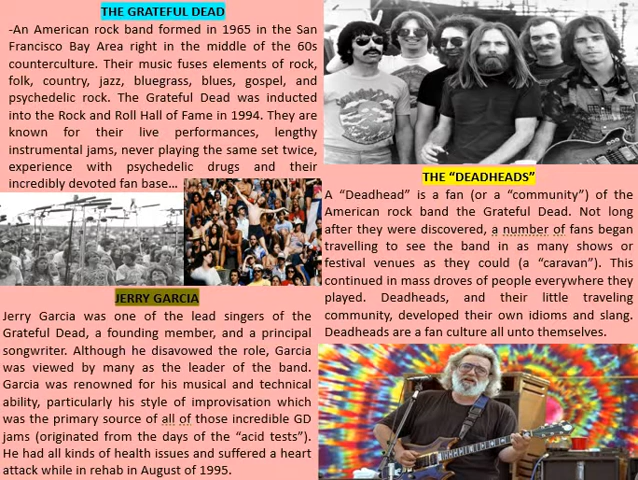 THE GRATEFUL DEAD
-An American rock band formed in 1965 in the San
Francisco Bay Area right in the middle of the 60s
counterculture. Their music fuses elements of rock,
folk, country, jazz, bluegrass, blues, gospel, and
psychedelic rock. The Grateful Dead was inducted
into the Rock and Roll Hall of Fame in 1994. They are
known for their live performances, lengthy
instrumental jams, never playing the same set twice,
experience with psychedelic drugs and their
incredibly devoted fan base…
THE “DEADHEADS”
A “Deadhead” is a fan (or a “community”) of the
American rock band the Grateful Dead. Not long
after they were discovered, a number of fans began
travelling to see the band in as many shows or
festival venues as they could (a “caravan”). This
continued in mass droves of people everywhere they
played. Deadheads, and their little traveling
community, developed their own idioms and slang.
Deadheads are a fan culture all unto themselves.
JERRY GARCIA
Jerry Garcia was one of the lead singers of the
Grateful Dead, a founding member, and a principal
songwriter. Although he disavowed the role, Garcia
was viewed by many as the leader of the band.
Garcia was renowned for his musical and technical
ability, particularly his style of improvisation which
was the primary source of all of those incredible GD
jams (originated from the days of the “acid tests”).
He had all kinds of health issues and suffered a heart
attack while in rehab in August of 1995.